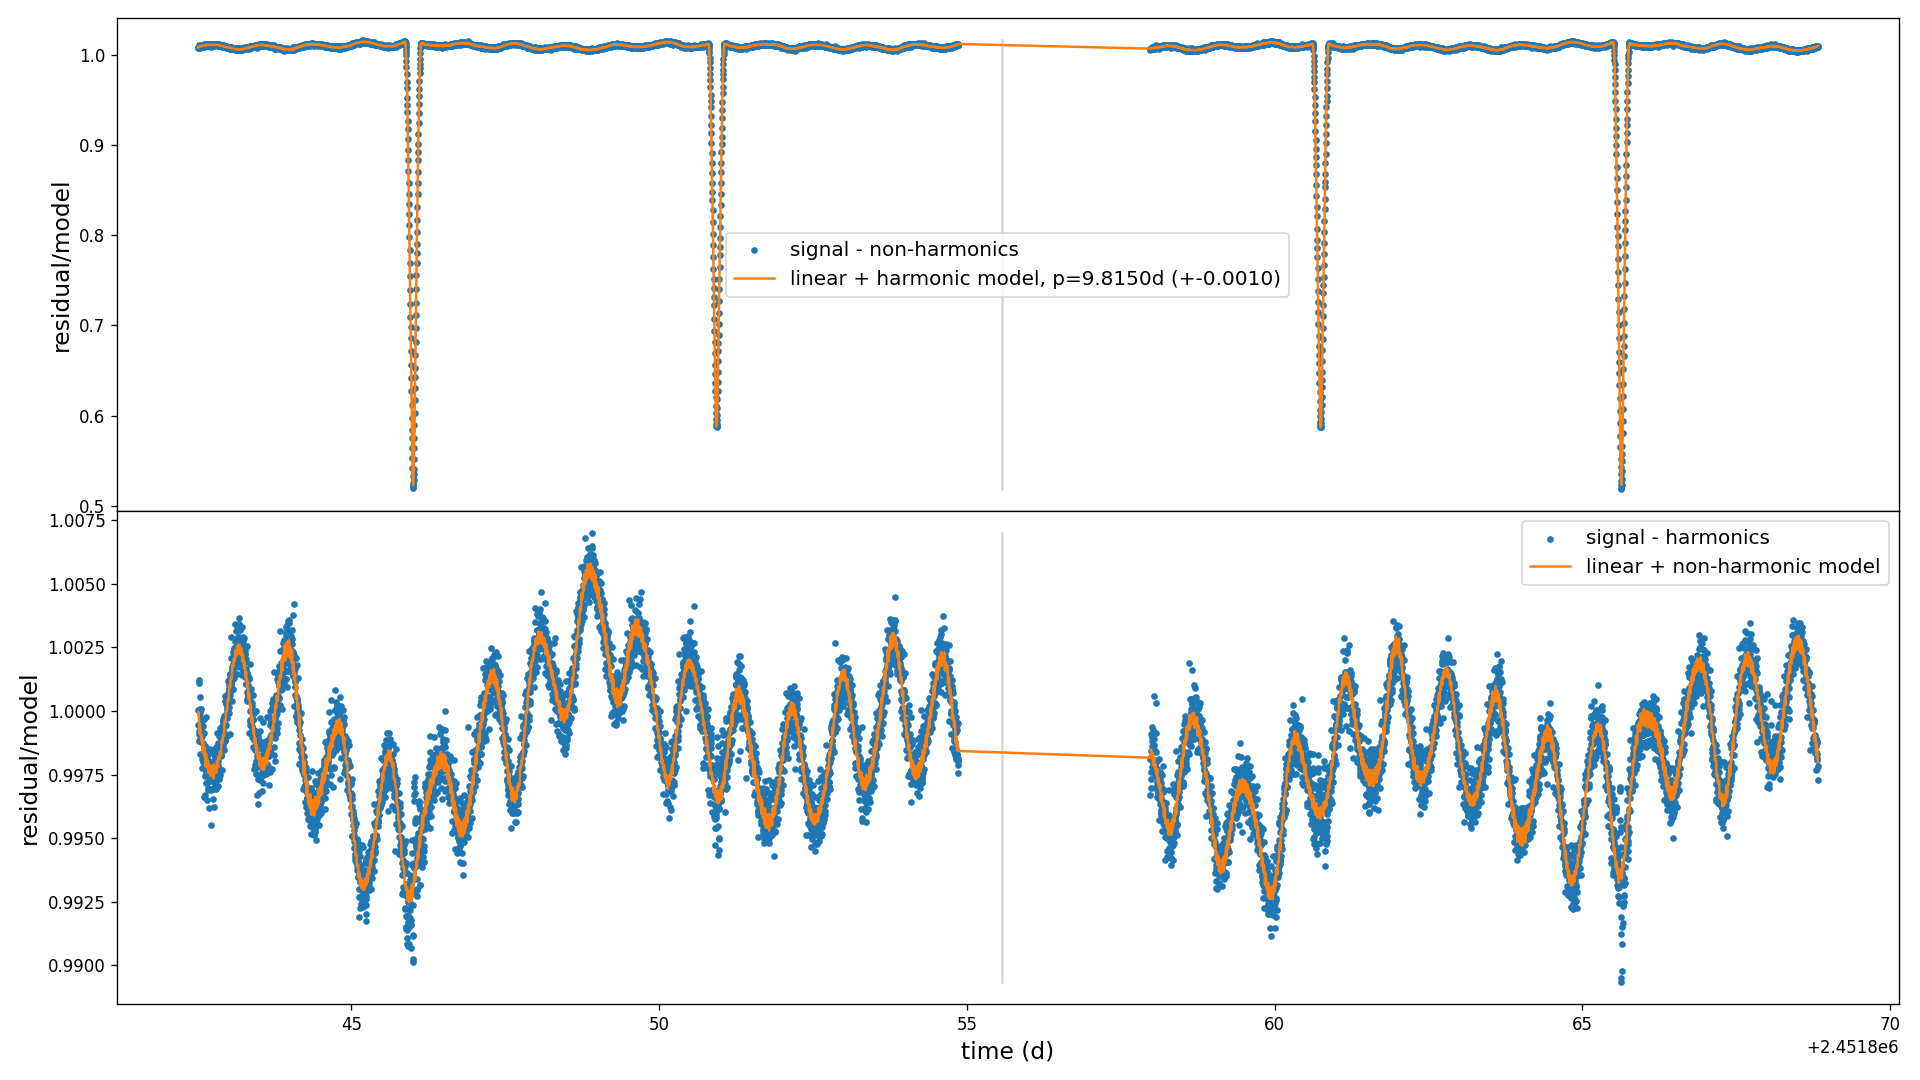 residual/model
1.0
0.9
0.8
0.7
0.6
0.5
signal - non-harmonics
linear + harmonic model, p=9.8150d (+-0.0010)
residual/model
1.0075
1.0050
1.0025
1.0000
0.9975
0.9950
0.9925
0.9900
signal - harmonics
linear + non-harmonic model
45
50
55
60
65
70
time (d)
+2.4518e6